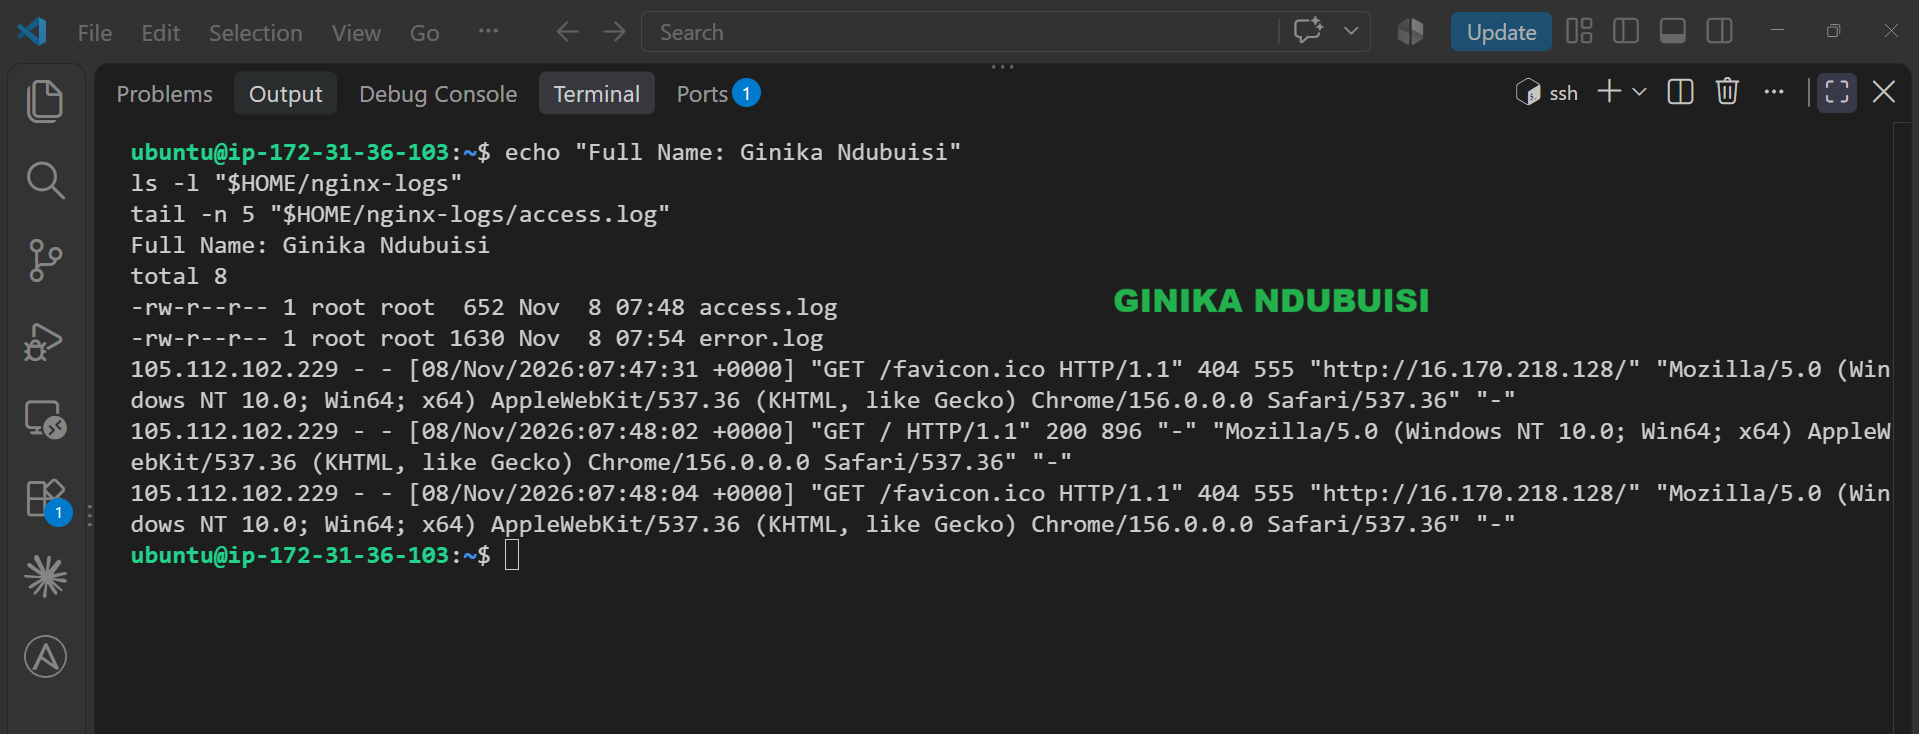 File Edit Selection View Go ··· Search Update
Problems Output Debug Console Terminal Ports 1 ssh
ubuntu@ip-172-31-36-103:~$ echo "Full Name: Ginika Ndubuisi"
ls -l "$HOME/nginx-logs"
tail -n 5 "$HOME/nginx-logs/access.log"
Full Name: Ginika Ndubuisi
total 8
-rw-r--r-- 1 root root  652 Nov  8 07:48 access.log
GINIKA NDUBUISI
-rw-r--r-- 1 root root 1630 Nov  8 07:54 error.log
105.112.102.229 - - [08/Nov/2026:07:47:31 +0000] "GET /favicon.ico HTTP/1.1" 404 555 "http://16.170.218.128/" "Mozilla/5.0 (Win
dows NT 10.0; Win64; x64) AppleWebKit/537.36 (KHTML, like Gecko) Chrome/156.0.0.0 Safari/537.36" "-"
105.112.102.229 - - [08/Nov/2026:07:48:02 +0000] "GET / HTTP/1.1" 200 896 "-" "Mozilla/5.0 (Windows NT 10.0; Win64; x64) AppleW
ebKit/537.36 (KHTML, like Gecko) Chrome/156.0.0.0 Safari/537.36" "-"
105.112.102.229 - - [08/Nov/2026:07:48:04 +0000] "GET /favicon.ico HTTP/1.1" 404 555 "http://16.170.218.128/" "Mozilla/5.0 (Win
dows NT 10.0; Win64; x64) AppleWebKit/537.36 (KHTML, like Gecko) Chrome/156.0.0.0 Safari/537.36" "-"
1
ubuntu@ip-172-31-36-103:~$